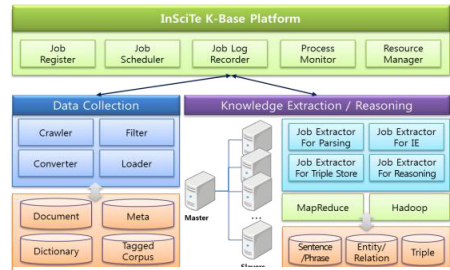 InSciTe K-Base Platform
Job
Register
Job
Scheduler
Job Log
Recorder
Process
Monitor
Resource
Manager
Data Collection
Crawler
Filter
Converter
Loader
Document
Meta
Dictionary
Tagged
Corpus
Knowledge Extraction / Reasoning
Master
...
Slavers
Job Extractor
For Parsing
Job Extractor
For IE
Job Extractor
For Triple Store
Job Extractor
For Reasoning
MapReduce
Hadoop
Sentence
/Phrase
Entity/
Relation
Triple